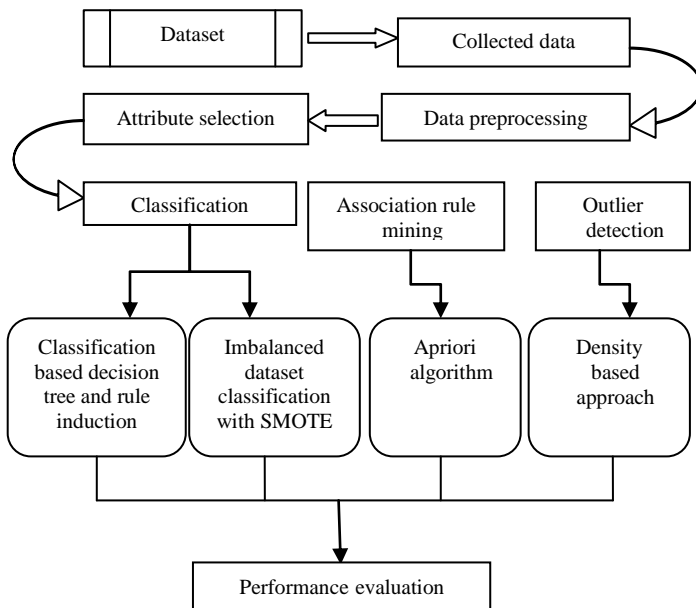 Dataset
Collected data
Attribute selection
Data preprocessing
Classification
Association rule
mining
Outlier
detection
Classification
based decision
tree and rule
induction
Imbalanced
dataset
classification
with SMOTE
Apriori
algorithm
Density
based
approach
Performance evaluation